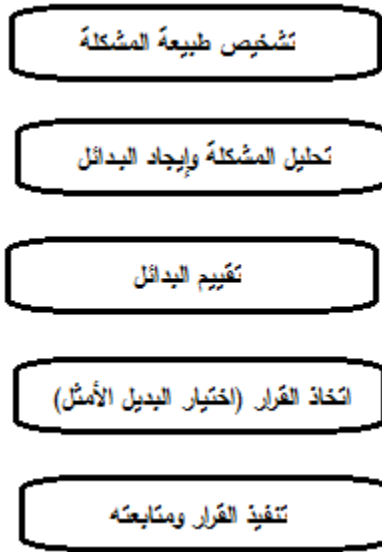 تشخيص طبيعة المشكلة
تحليل المشكلة وإيجاد البدائل
تقييم البدائل
اتخاذ القرار (اختيار البديل الأمثل)
تنفيذ القرار ومتابعته